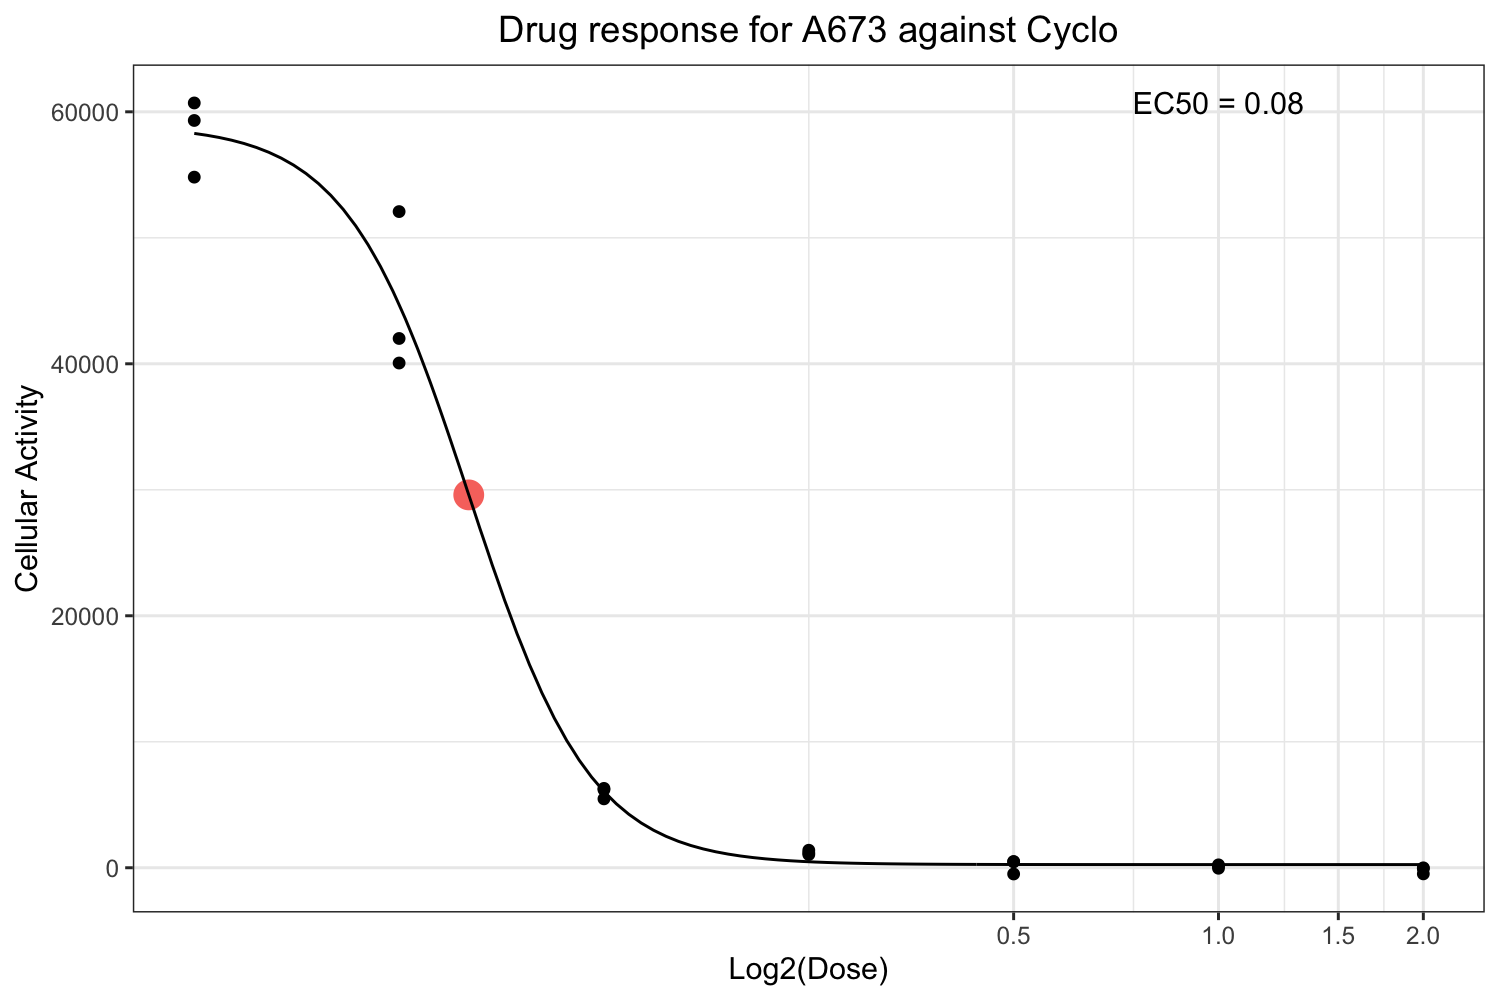 Drug response for A673 against Cyclo
EC50 = 0.08
60000
40000
20000
0
Cellular Activity
0.5 1.0 1.5 2.0
Log2(Dose)